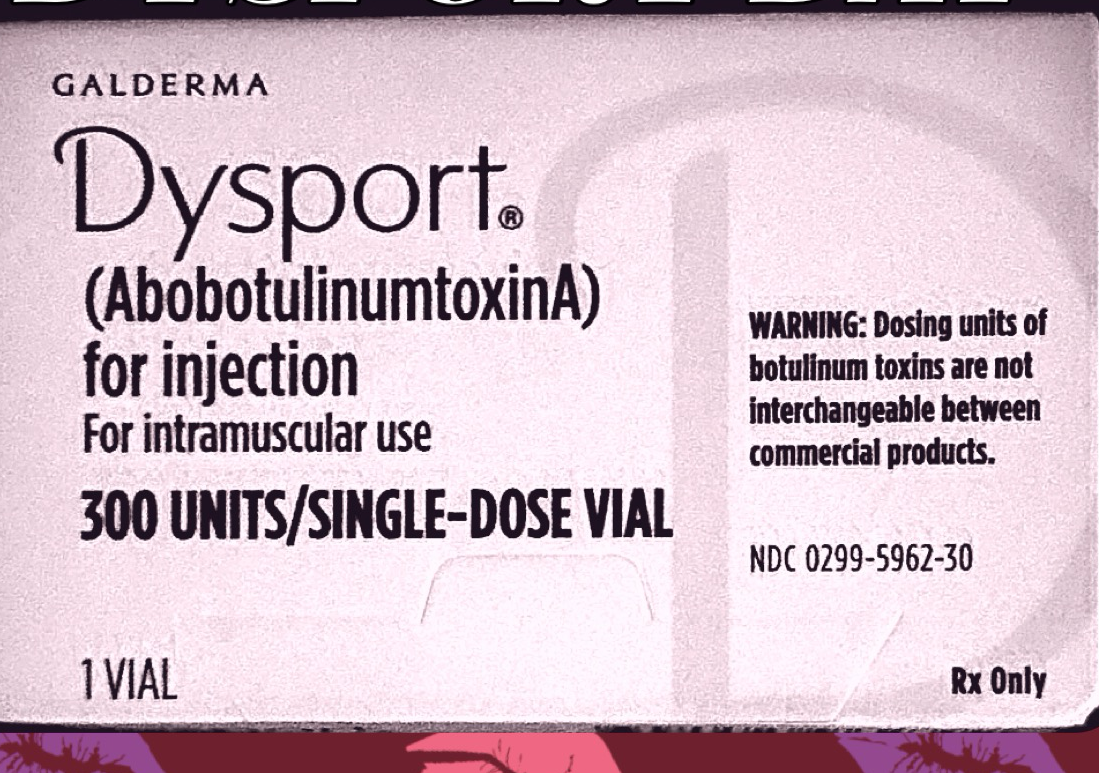 GALDERMA
Dysport®
(AbobotulinumtoxinA)
for injection
For intramuscular use
300 UNITS/SINGLE-DOSE VIAL
1 VIAL
WARNING: Dosing units of
botulinum toxins are not
interchangeable between
commercial products.
NDC 0299-5962-30
Rx Only